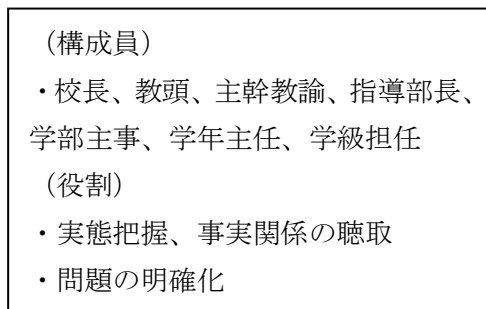 （構成員）
・校長、教頭、主幹教諭、指導部長、
学部主事、学年主任、学級担任
（役割）
・実態把握、事実関係の聴取
・問題の明確化